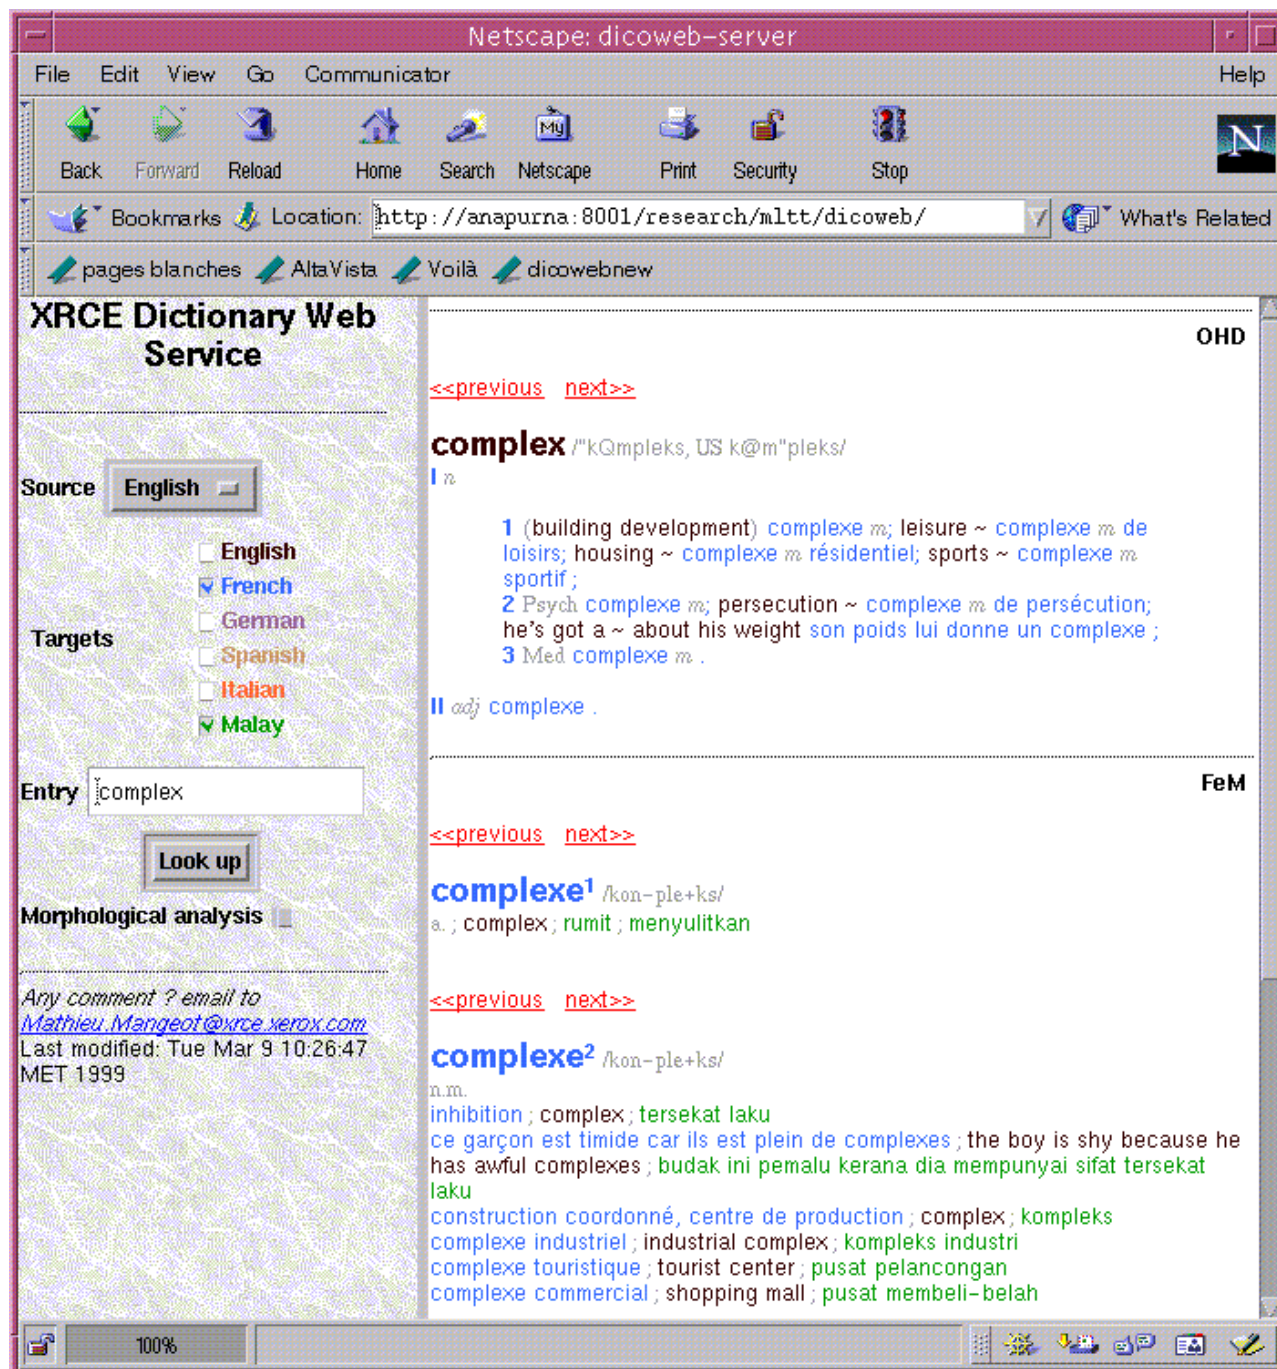 Netscape: dicoweb-server
File Edit View Go Communicator Help
Back Forward Reload Home Search Netscape Print Security Stop
My
N
Bookmarks Location: http://anapurna:8001/research/mltt/dicoweb/ What's Related
pages blanches AltaVista Voilà dicowebnew
XRCE Dictionary Web
Service
Source English
Targets
English
French
German
Spanish
Italian
Malay
Entry complex
Look up
Morphological analysis
Any comment ? email to
Mathieu.Mangeot@xrce.xerox.com
Last modified: Tue Mar 9 10:26:47
MET 1999
OHD
<<previous next>>
complex /"kQmpleks, US k@m"pleks/
I n
1 (building development) complexe m; leisure ~ complexe m de
loisirs; housing ~ complexe m résidentiel; sports ~ complexe m
sportif ;
2 Psych complexe m; persecution ~ complexe m de persécution;
he's got a ~ about his weight son poids lui donne un complexe ;
3 Med complexe m .
II adj complexe .
FeM
<<previous next>>
complexe¹ /kon-ple+ks/
a. ; complex ; rumit ; menyulitkan
<<previous next>>
complexe² /kon-ple+ks/
n.m.
inhibition ; complex ; tersekat laku
ce garçon est timide car ils est plein de complexes ; the boy is shy because he
has awful complexes ; budak ini pemalu kerana dia mempunyai sifat tersekat
laku
construction coordonné, centre de production ; complex ; kompleks
complexe industriel ; industrial complex ; kompleks industri
complexe touristique ; tourist center ; pusat pelancongan
complexe commercial ; shopping mall ; pusat membeli-belah
100%